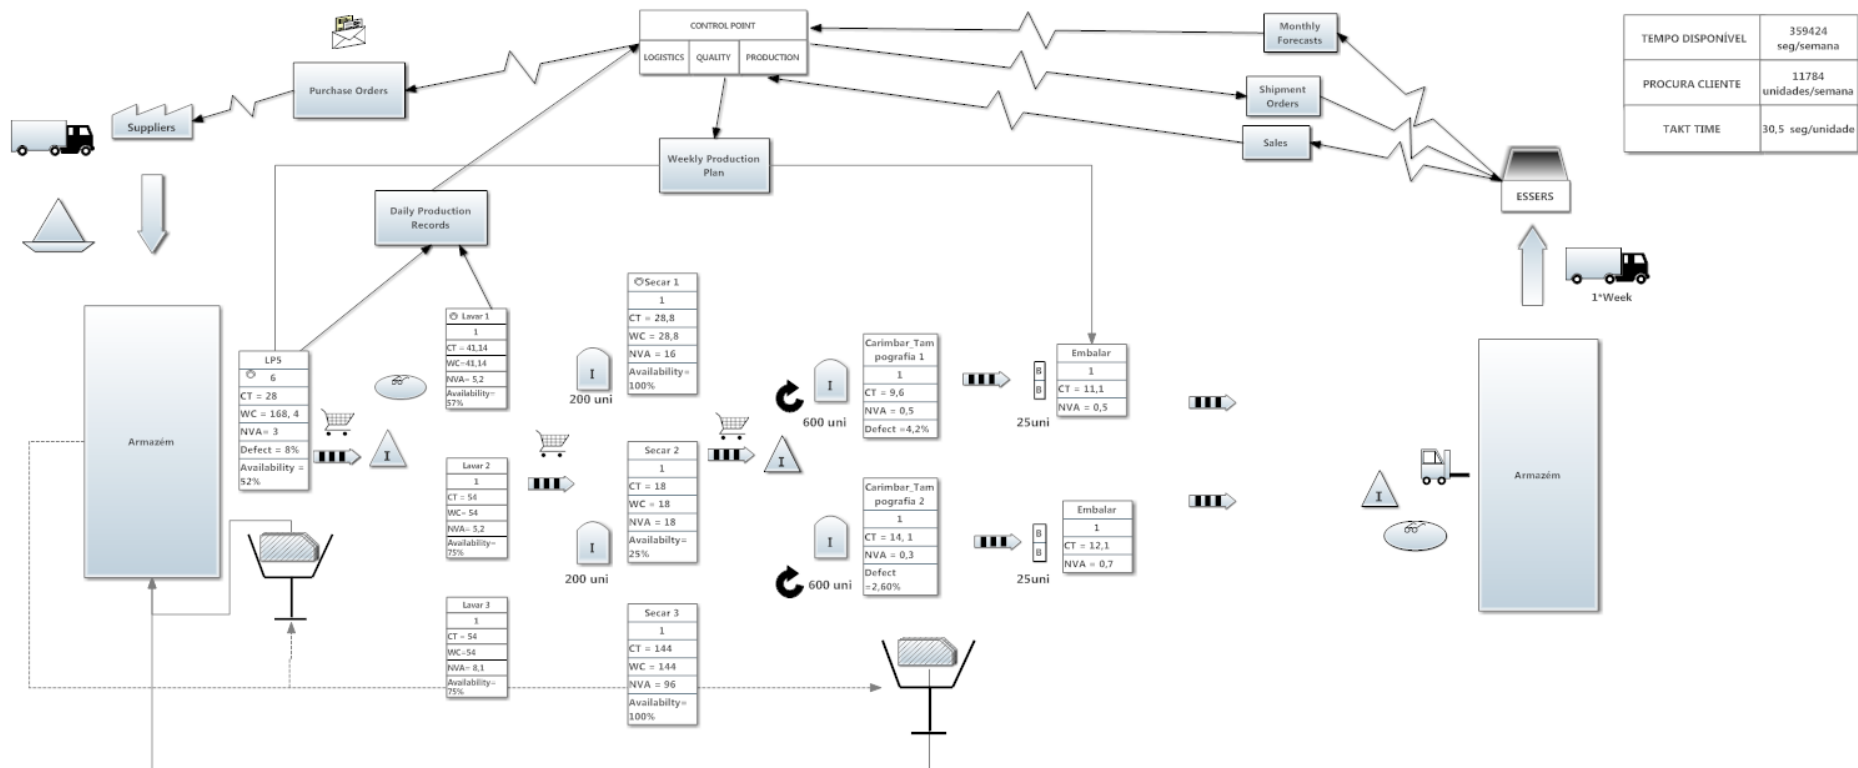 CONTROL POINT
LOGISTICS
QUALITY
PRODUCTION
Monthly
Forecasts
TEMPO DISPONÍVEL
359424
seg/semana
PROCURA CLIENTE
11784
unidades/semana
TAKT TIME
30,5 seg/unidade
Purchase Orders
Shipment
Orders
Suppliers
Sales
Weekly Production
Plan
ESSERS
Daily Production
Records
1*Week
Armazém
LPS
6
CT = 28
WC = 168, 4
NVA= 3
Defect = 8%
Availability =
52%
I
Lavar 1
1
CT = 41,14
WC=41,14
NVA= 5,2
Availability=
57%
Lavar 2
1
CT = 54
WC= 54
NVA= 5,2
Availabilty=
75%
Lavar 3
1
CT = 54
WC=54
NVA= 8,1
Availability=
75%
I
200 uni
I
200 uni
Secar 1
1
CT = 28,8
WC = 28,8
NVA = 16
Availability=
100%
Secar 2
1
CT = 18
WC = 18
NVA = 18
Availabilty=
25%
Secar 3
1
CT = 144
WC = 144
NVA = 96
Availabilty=
100%
I
I
600 uni
I
600 uni
Carimbar_Tam
pografia 1
1
CT = 9,6
NVA = 0,5
Defect =4,2%
Carimbar_Tam
pografia 2
1
CT = 14, 1
NVA = 0,3
Defect
=2,60%
B
B
25uni
B
B
25uni
Embalar
1
CT = 11,1
NVA = 0,5
Embalar
1
CT = 12,1
NVA = 0,7
I
Armazém